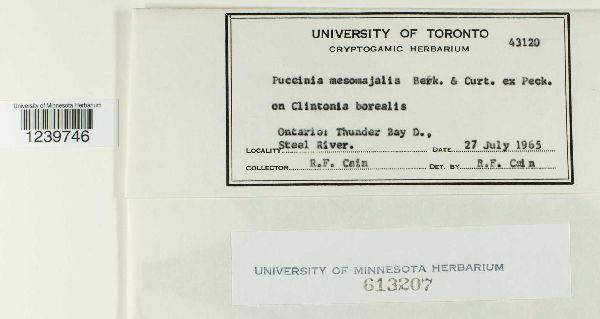 University of Minnesota Herbarium
1239746
UNIVERSITY OF TORONTO
CRYPTOGAMIC HERBARIUM
43120
Puccinia mesomajalis Berk. & Curt. ex Peck.
on Clintonia borealis
Ontario: Thunder Bay D.,
LOCALITY Steel River. DATE 27 July 1965
COLLECTOR R.F. Cain DET. BY R.F. Cain
UNIVERSITY OF MINNESOTA HERBARIUM
613207